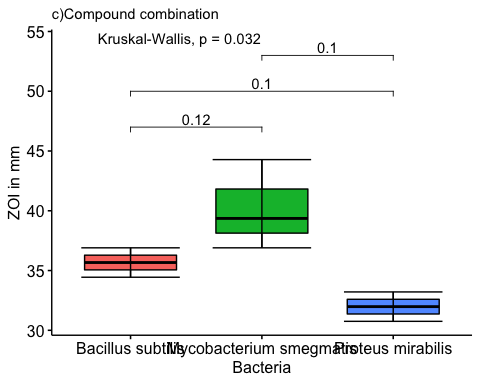 c)Compound combination
Kruskal-Wallis, p = 0.032
0.1
0.1
0.12
55
50
45
40
35
30
ZOI in mm
Bacillus subtilis Mycobacterium smegmatis Proteus mirabilis
Bacteria